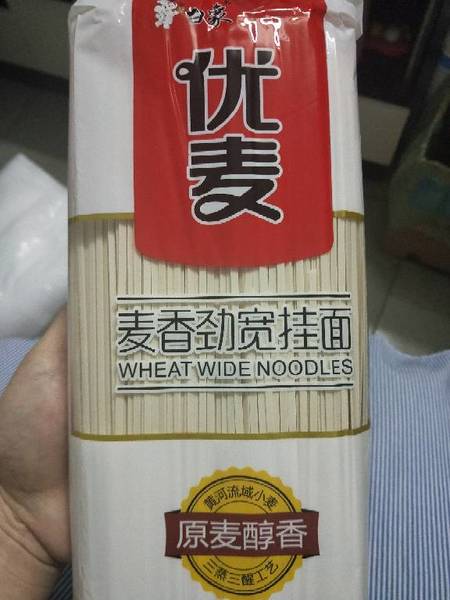 白象
优麦
麦香劲宽挂面
WHEAT WIDE NOODLES
黄河流域小麦
原麦醇香
三蒸三醒工艺